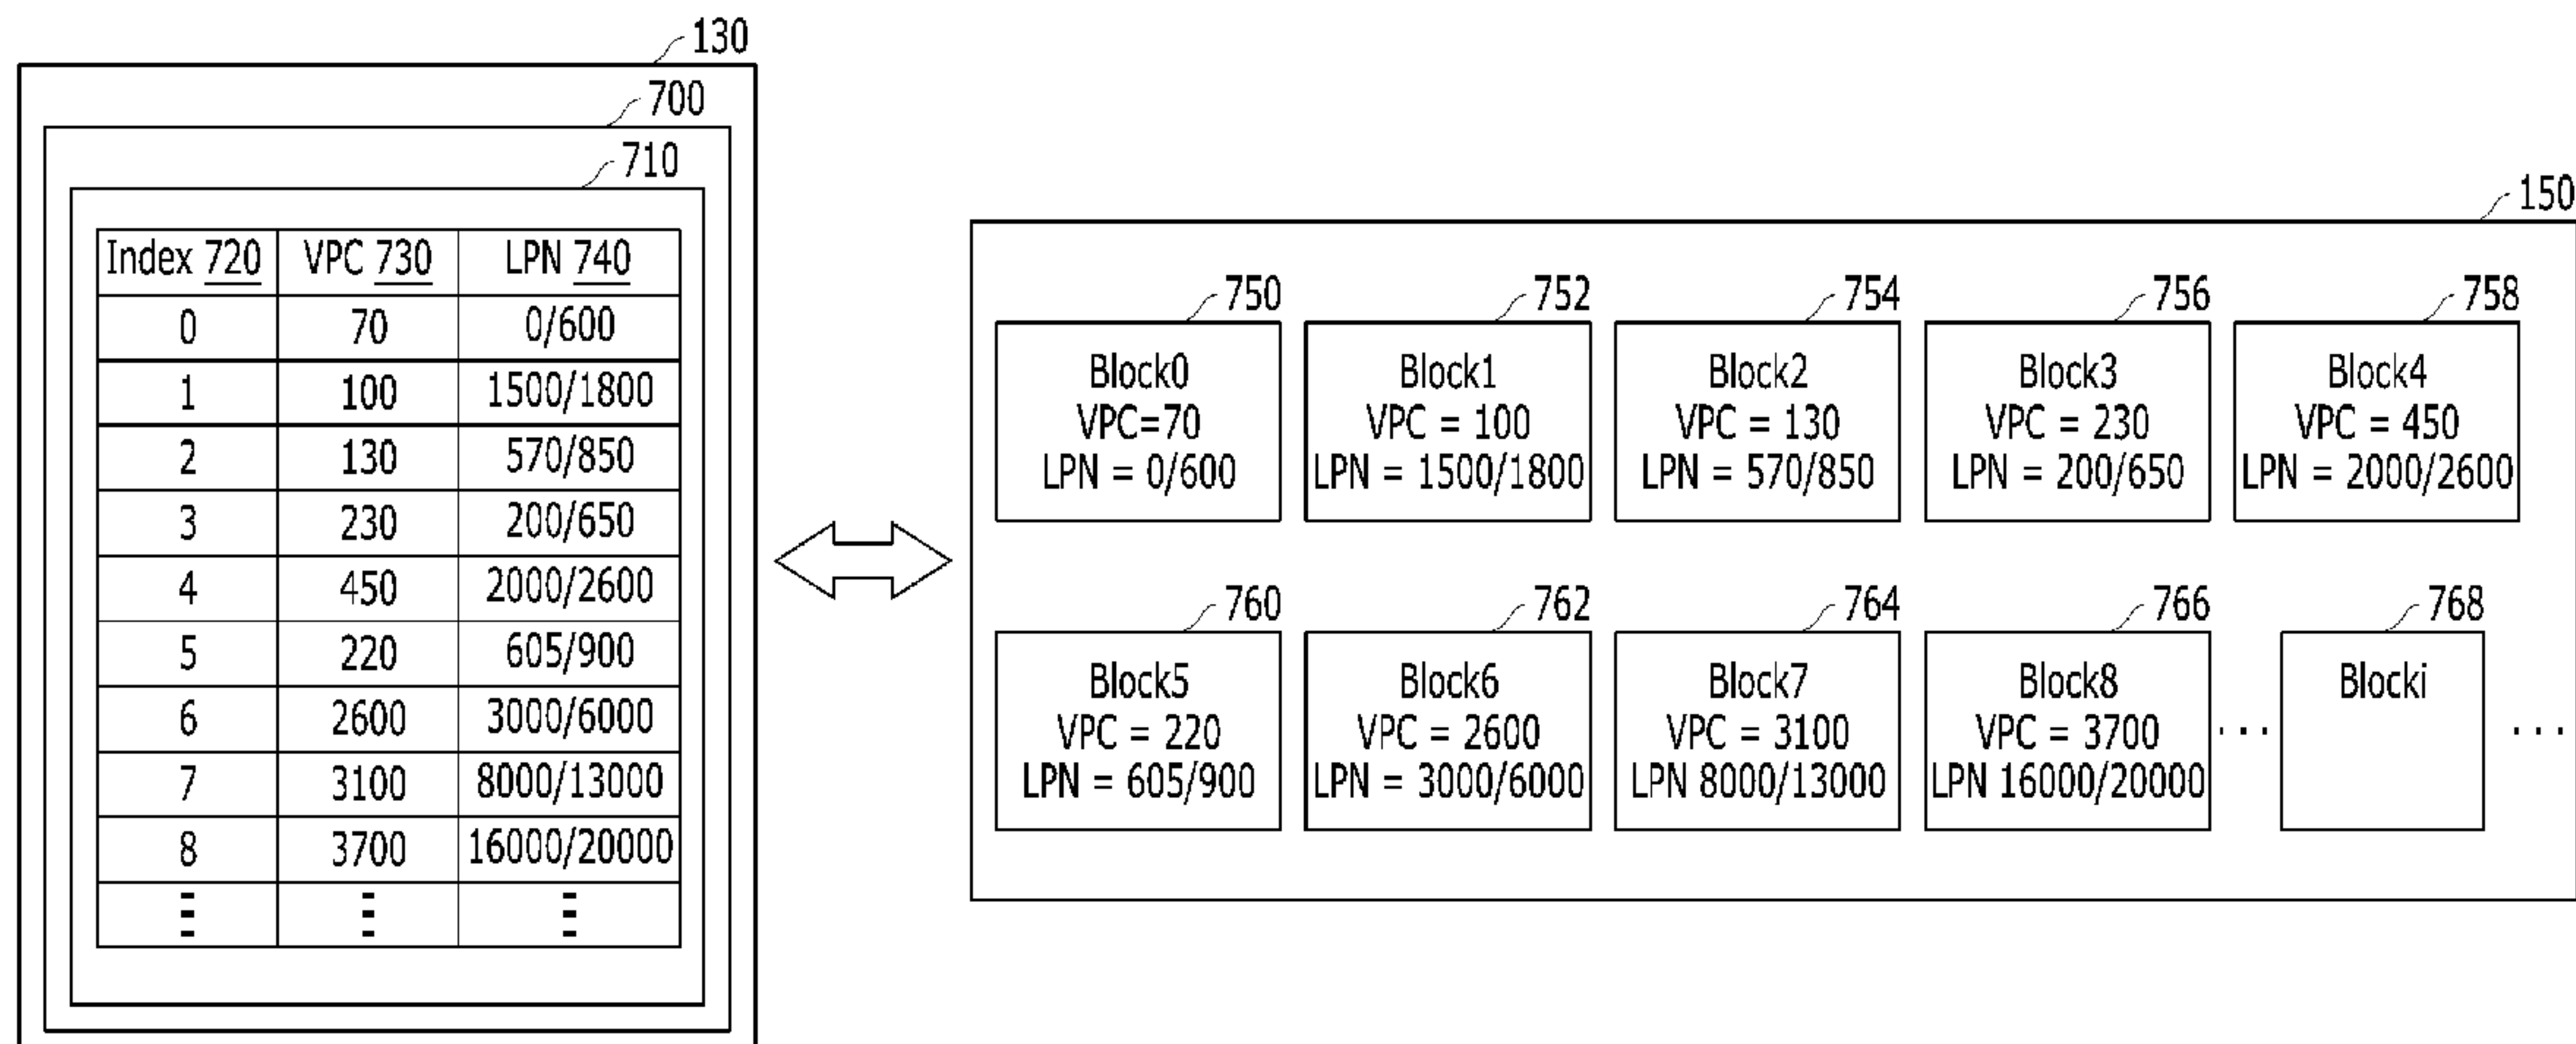 130
700
710
Index 720 VPC 730 LPN 740
0 70 0/600
1 100 1500/1800
2 130 570/850
3 230 200/650
4 450 2000/2600
5 220 605/900
6 2600 3000/6000
7 3100 8000/13000
8 3700 16000/20000
150
750
Block0
VPC=70
LPN = 0/600
752
Block1
VPC = 100
LPN = 1500/1800
754
Block2
VPC = 130
LPN = 570/850
756
Block3
VPC = 230
LPN = 200/650
758
Block4
VPC = 450
LPN = 2000/2600
760
Block5
VPC = 220
LPN = 605/900
762
Block6
VPC = 2600
LPN = 3000/6000
764
Block7
VPC = 3100
LPN 8000/13000
766
Block8
VPC = 3700
LPN 16000/20000
...
768
Blocki
...